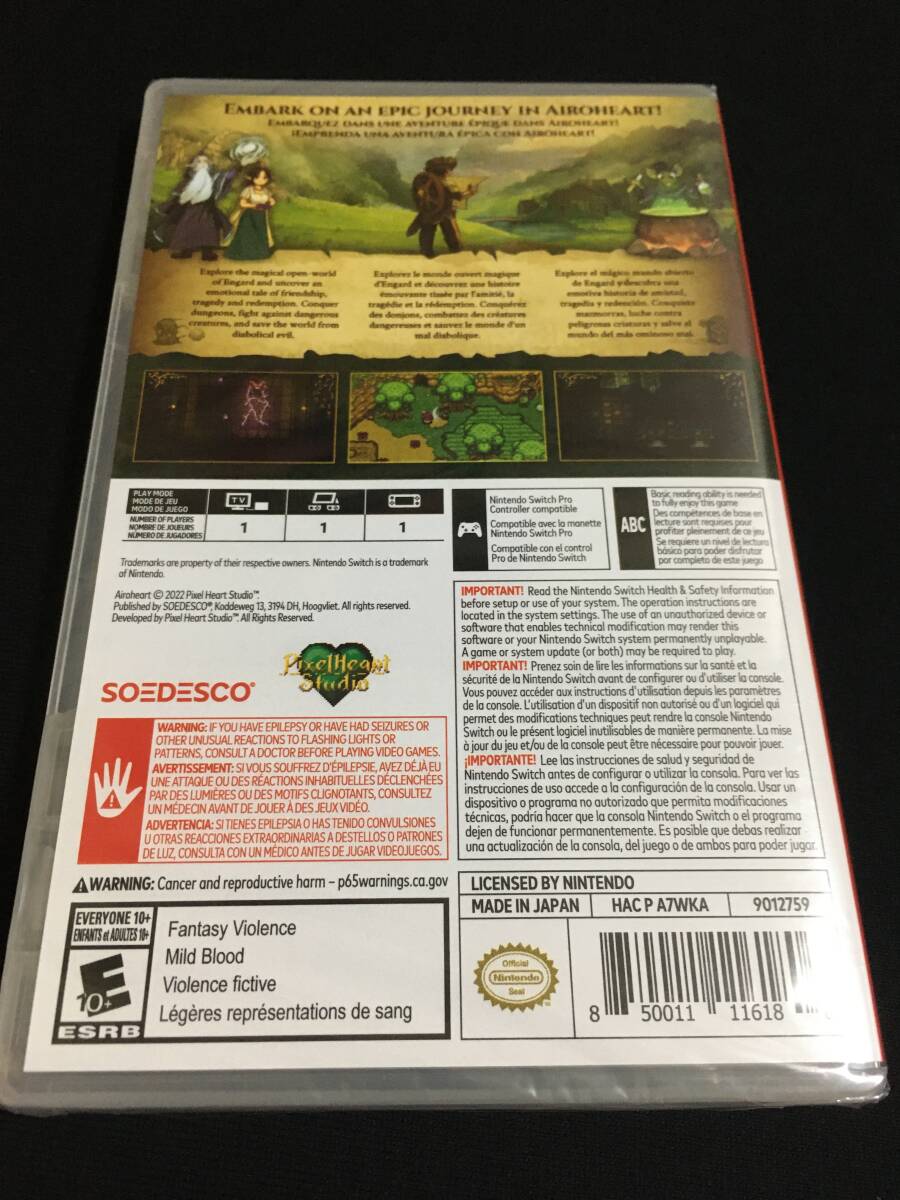 EMBARK ON AN EPIC JOURNEY IN AIROHEART!
EMBARQUEZ DANS UNE AVENTURE ÉPIQUE DANS AIROHEART!
¡EMPRENDA UNA AVENTURA ÉPICA CON AIROHEART!
Explore the magical open-world
of Engard and uncover an
emotional tale of friendship,
tragedy and redemption. Conquer
dungeons, fight against dangerous
creatures, and save the world from
diabolical evil.
Explorez le monde ouvert magique
d'Engard et découvrez une histoire
émouvante tissée par l'amitié, la
tragédie et la rédemption. Conquérez
des donjons, combattez des créatures
dangereuses et sauvez le monde d'un
mal diabolique.
Explore el mágico mundo abierto
de Engard y descubra una
emotiva historia de amistad,
tragedia y redención. Conquiste
mazmorras, luche contra
peligrosas criaturas y salve al
mundo del más ominoso mal.
PLAY MODE
MODE DE JEU
MODO DE JUEGO
TV
NUMBER OF PLAYERS
NOMBRE DE JOUEURS
NÚMERO DE JUGADORES
1 1 1
Nintendo Switch Pro
Controller compatible
Compatible avec la manette
Nintendo Switch Pro
Compatible con el control
Pro de Nintendo Switch
ABC
Basic reading ability is needed
to fully enjoy this game
Des compétences de base en
lecture sont requises pour
profiter pleinement de ce jeu
Se requiere un nivel de lectura
básico para poder disfrutar
por completo de este juego
Trademarks are property of their respective owners. Nintendo Switch is a trademark
of Nintendo.
Airoheart © 2022 Pixel Heart Studio™.
Published by SOEDESCO®, Koddeweg 13, 3194 DH, Hoogvliet. All rights reserved.
Developed by Pixel Heart Studio™. All Rights Reserved.
SOEDESCO®
PixelHeart
Studio
WARNING: IF YOU HAVE EPILEPSY OR HAVE HAD SEIZURES OR
OTHER UNUSUAL REACTIONS TO FLASHING LIGHTS OR
PATTERNS, CONSULT A DOCTOR BEFORE PLAYING VIDEO GAMES.
AVERTISSEMENT: SI VOUS SOUFFREZ D'ÉPILEPSIE, AVEZ DÉJÀ EU
UNE ATTAQUE OU DES RÉACTIONS INHABITUELLES DÉCLENCHÉES
PAR DES LUMIÈRES OU DES MOTIFS CLIGNOTANTS, CONSULTEZ
UN MÉDECIN AVANT DE JOUER À DES JEUX VIDÉO.
ADVERTENCIA: SI TIENES EPILEPSIA O HAS TENIDO CONVULSIONES
U OTRAS REACCIONES EXTRAORDINARIAS A DESTELLOS O PATRONES
DE LUZ, CONSULTA CON UN MÉDICO ANTES DE JUGAR VIDEOJUEGOS.
IMPORTANT! Read the Nintendo Switch Health & Safety Information
before setup or use of your system. The operation instructions are
located in the system settings. The use of an unauthorized device or
software that enables technical modification may render this
software or your Nintendo Switch system permanently unplayable.
A game or system update (or both) may be required to play.
IMPORTANT! Prenez soin de lire les informations sur la santé et la
sécurité de la Nintendo Switch avant de configurer ou d'utiliser la console.
Vous pouvez accéder aux instructions d'utilisation depuis les paramètres
de la console. L'utilisation d'un dispositif non autorisé ou d'un logiciel qui
permet des modifications techniques peut rendre la console Nintendo
Switch ou le présent logiciel inutilisables de manière permanente. La mise
à jour du jeu et/ou de la console peut être nécessaire pour pouvoir jouer.
¡IMPORTANTE! Lee las instrucciones de salud y seguridad de
Nintendo Switch antes de configurar o utilizar la consola. Para ver las
instrucciones de uso accede a la configuración de la consola. Usar un
dispositivo o programa no autorizado que permita modificaciones
técnicas, podría hacer que la consola Nintendo Switch o el programa
dejen de funcionar permanentemente. Es posible que debas realizar
una actualización de la consola, del juego o de ambos para poder jugar.
WARNING: Cancer and reproductive harm – p65warnings.ca.gov
EVERYONE 10+
ENFANTS et ADULTES 10+
E
10+
ESRB
Fantasy Violence
Mild Blood
Violence fictive
Légères représentations de sang
LICENSED BY NINTENDO
MADE IN JAPAN HAC P A7WKA 9012759
Official
Nintendo
Seal
8 50011 11618